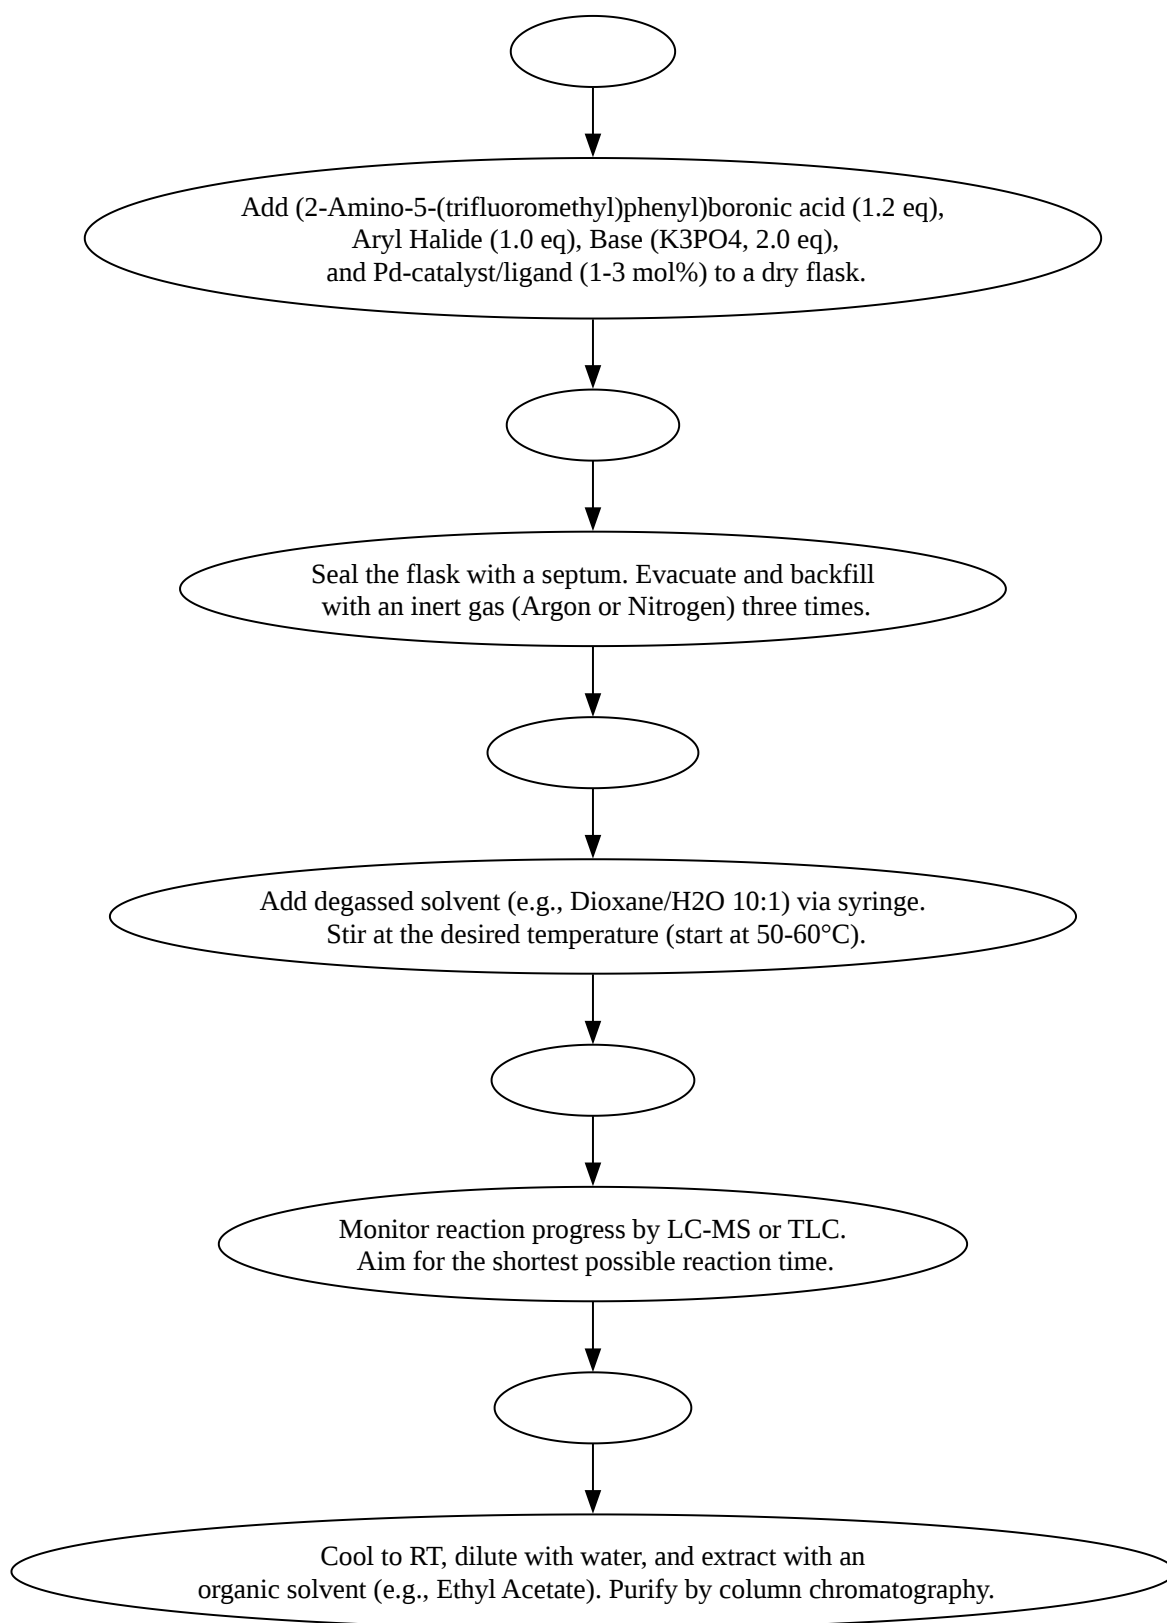 Add (2-Amino-5-(trifluoromethyl)phenyl)boronic acid (1.2 eq),
Aryl Halide (1.0 eq), Base (K3PO4, 2.0 eq),
and Pd-catalyst/ligand (1-3 mol%) to a dry flask.
Seal the flask with a septum. Evacuate and backfill
with an inert gas (Argon or Nitrogen) three times.
Add degassed solvent (e.g., Dioxane/H2O 10:1) via syringe.
Stir at the desired temperature (start at 50-60°C).
Monitor reaction progress by LC-MS or TLC.
Aim for the shortest possible reaction time.
Cool to RT, dilute with water, and extract with an
organic solvent (e.g., Ethyl Acetate). Purify by column chromatography.